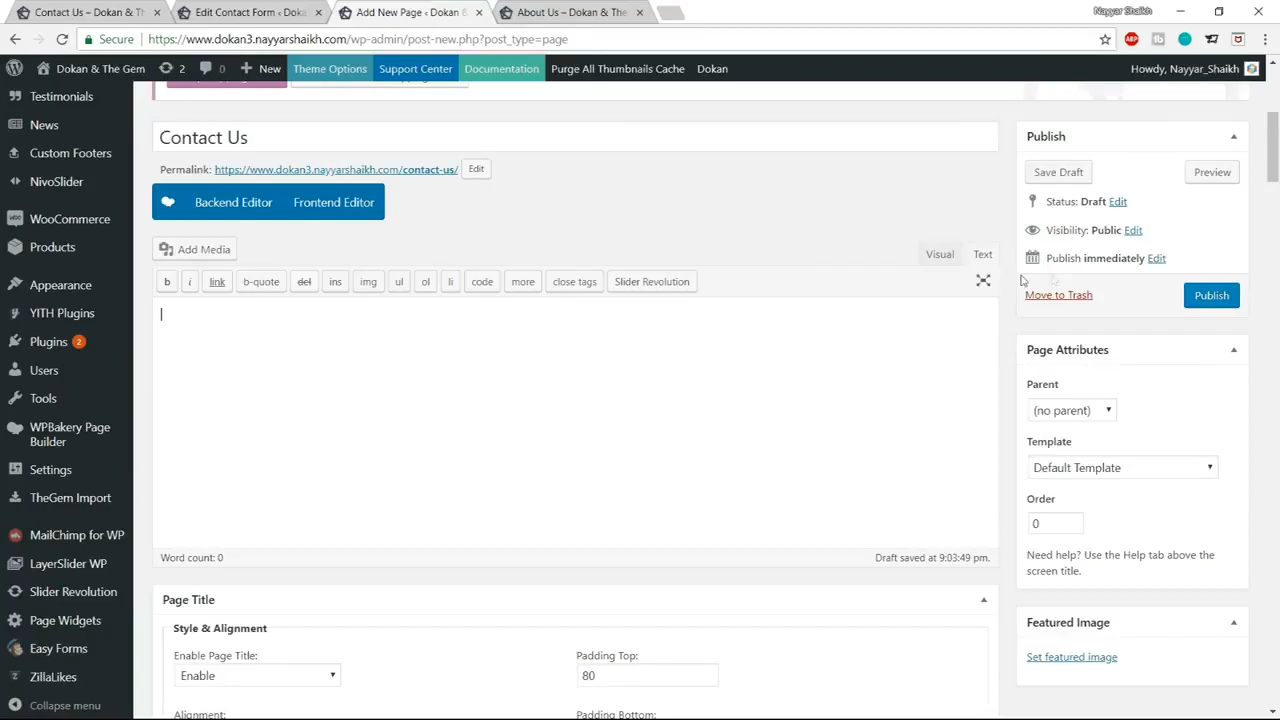 Contact Us – Dokan & Th
Edit Contact Form ‹ Doka
Add New Page ‹ Dokan &
About Us – Dokan & The
Nayyar Shaikh
Secure
https://www.dokan3.nayyarshaikh.com/wp-admin/post-new.php?post_type=page
ABP
Dokan & The Gem
2
0
New
Theme Options
Support Center
Documentation
Purge All Thumbnails Cache
Dokan
Howdy, Nayyar_Shaikh
Testimonials
News
Custom Footers
NivoSlider
WooCommerce
Products
Appearance
YITH Plugins
Plugins 2
Users
Tools
WPBakery Page
Builder
Settings
TheGem Import
MailChimp for WP
LayerSlider WP
Slider Revolution
Page Widgets
Easy Forms
ZillaLikes
Collapse menu
Contact Us
Permalink: https://www.dokan3.nayyarshaikh.com/contact-us/
Edit
Backend Editor
Frontend Editor
Add Media
Visual
Text
b
i
link
b-quote
del
ins
img
ul
ol
li
code
more
close tags
Slider Revolution
Word count: 0
Draft saved at 9:03:49 pm.
Page Title
Style & Alignment
Enable Page Title:
Enable
Padding Top:
80
Alignment:
Padding Bottom:
Publish
Save Draft
Preview
Status: Draft Edit
Visibility: Public Edit
Publish immediately Edit
Move to Trash
Publish
Page Attributes
Parent
(no parent)
Template
Default Template
Order
0
Need help? Use the Help tab above the
screen title.
Featured Image
Set featured image